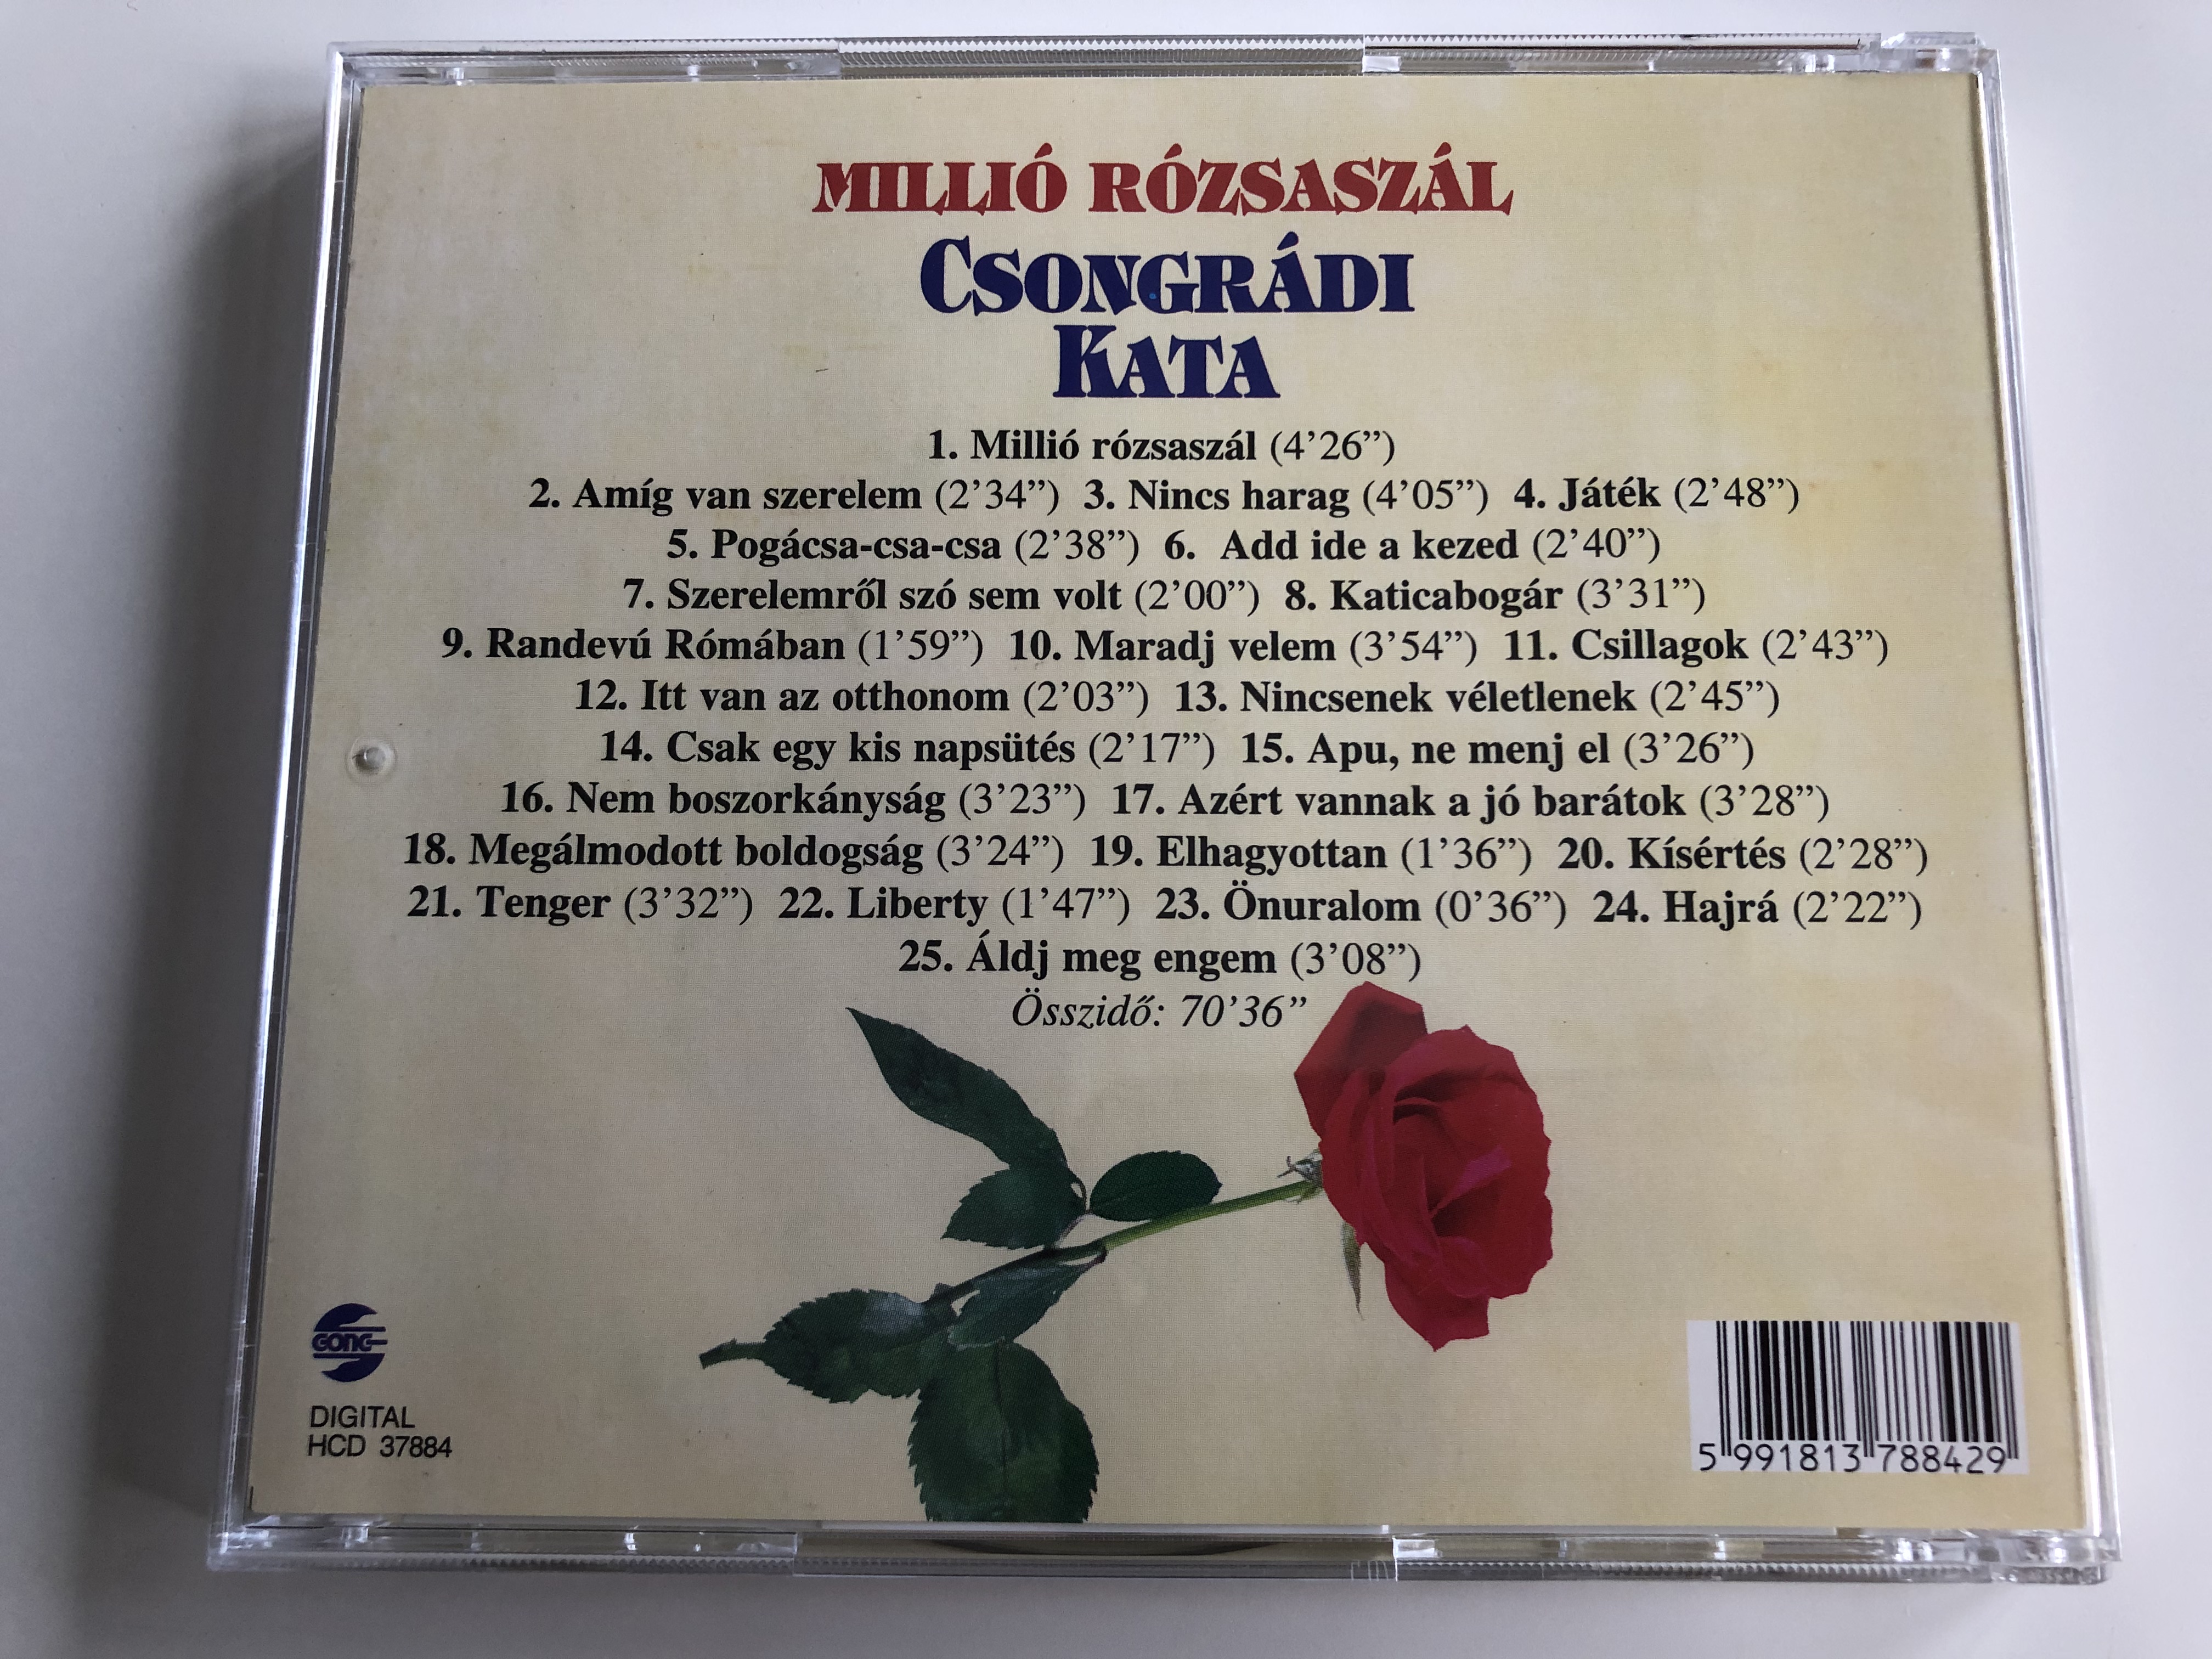 MILLIÓ RÓZSASZÁL
CSONGRÁDI
KATA
1. Millió rózsaszál (4’26”)
2. Amíg van szerelem (2’34”) 3. Nincs harag (4’05”) 4. Játék (2’48”)
5. Pogácsa-csa-csa (2’38”) 6. Add ide a kezed (2’40”)
7. Szerelemről szó sem volt (2’00”) 8. Katicabogár (3’31”)
9. Randevú Rómában (1’59”) 10. Maradj velem (3’54”) 11. Csillagok (2’43”)
12. Itt van az otthonom (2’03”) 13. Nincsenek véletlenek (2’45”)
14. Csak egy kis napsütés (2’17”) 15. Apu, ne menj el (3’26”)
16. Nem boszorkányság (3’23”) 17. Azért vannak a jó barátok (3’28”)
18. Megálmodott boldogság (3’24”) 19. Elhagyottan (1’36”) 20. Kísértés (2’28”)
21. Tenger (3’32”) 22. Liberty (1’47”) 23. Önuralom (0’36”) 24. Hajrá (2’22”)
25. Áldj meg engem (3’08”)
Összidő: 70’36”
GONG
DIGITAL
HCD 37884
5 991813 788429